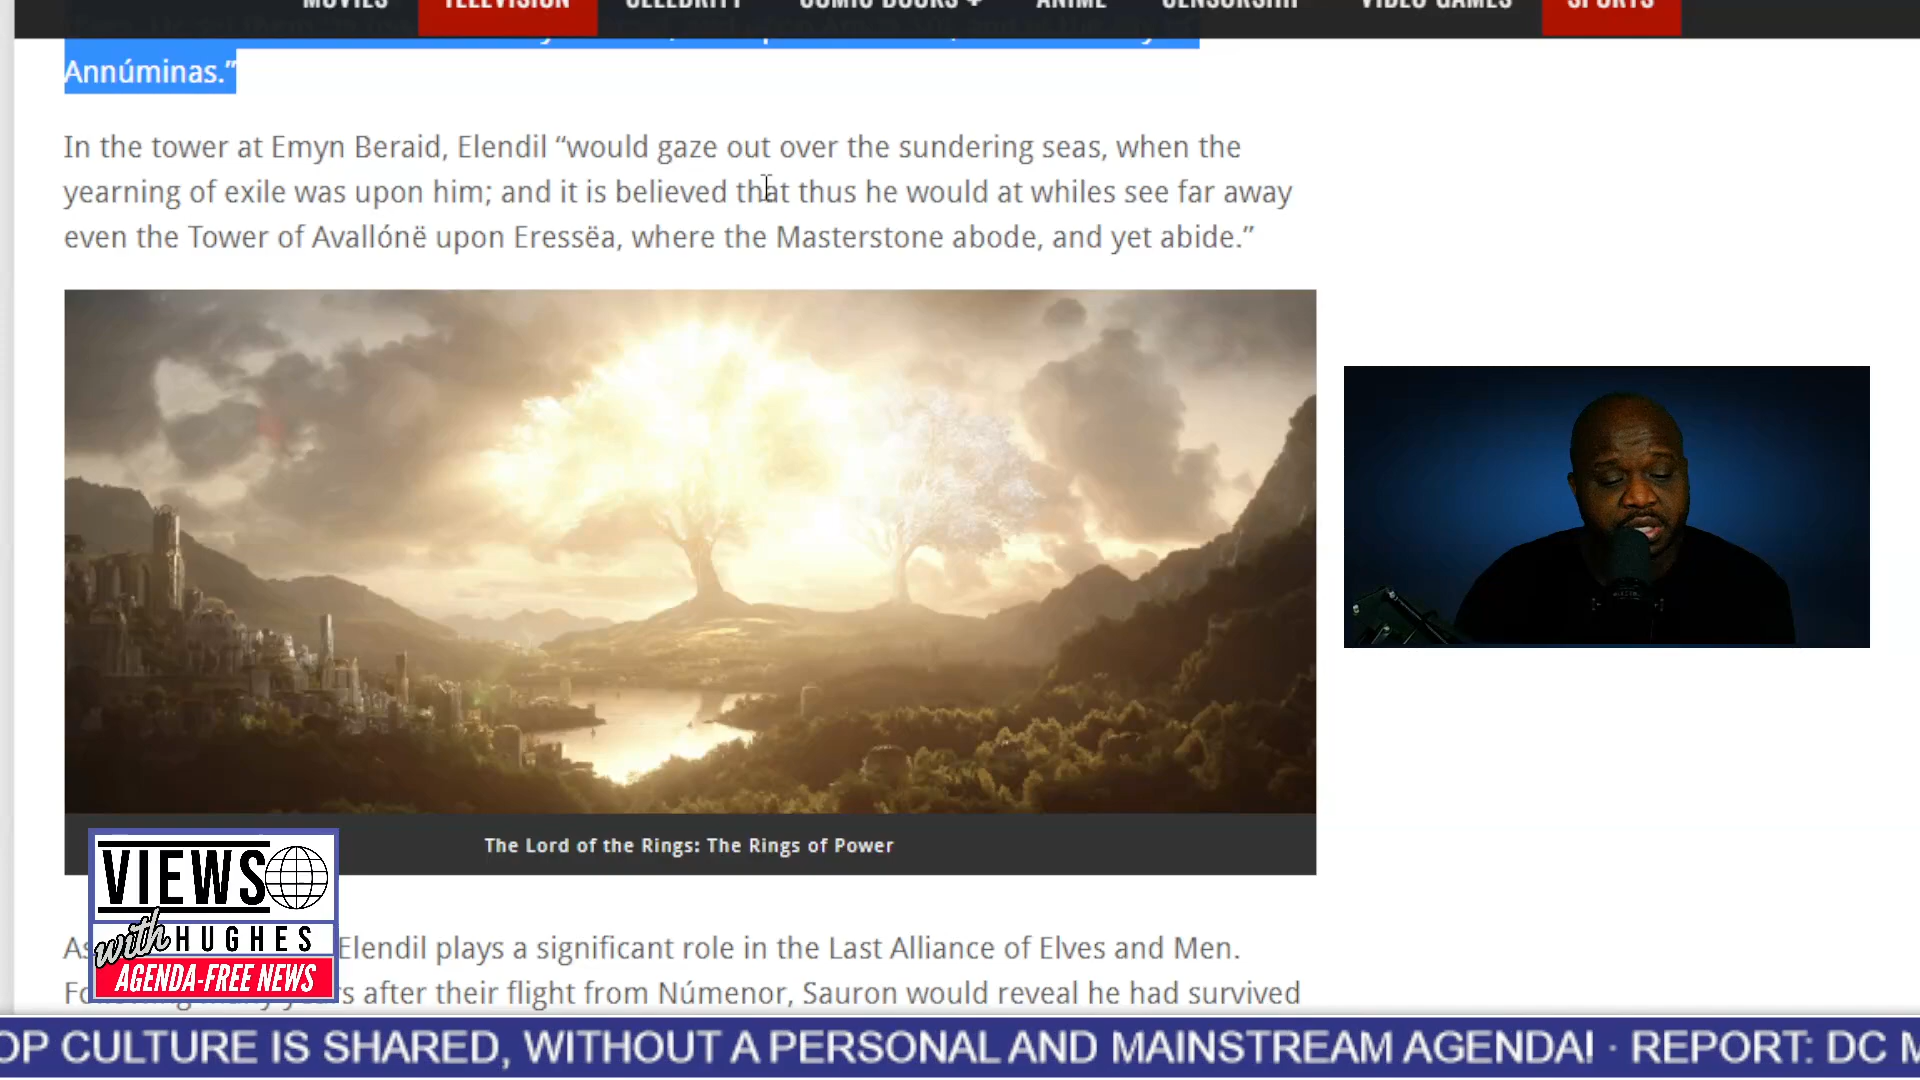 MOVIES TELEVISION CELEBRITY COMIC BOOKS + ANIME CENSORSHIP VIDEO GAMES SPORTS
Annúminas.”
In the tower at Emyn Beraid, Elendil “would gaze out over the sundering seas, when the
yearning of exile was upon him; and it is believed that thus he would at whiles see far away
even the Tower of Avallónë upon Eressëa, where the Masterstone abode, and yet abide.”
The Lord of the Rings: The Rings of Power
Elendil plays a significant role in the Last Alliance of Elves and Men.
after their flight from Númenor, Sauron would reveal he had survived
VIEWS
with HUGHES
AGENDA-FREE NEWS
OP CULTURE IS SHARED, WITHOUT A PERSONAL AND MAINSTREAM AGENDA! · REPORT: DC M